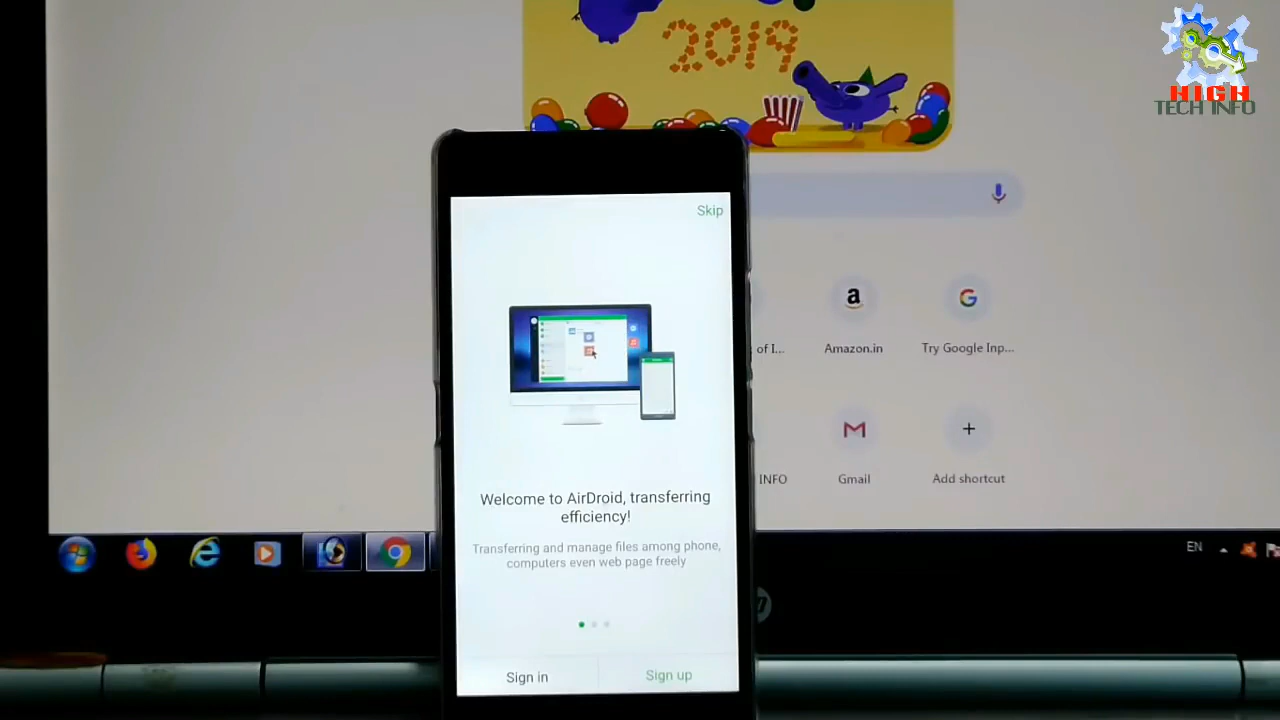 2019
HIGH
TECH INFO
Skip
of I...
Amazon.in
Try Google Inp...
INFO
Gmail
Add shortcut
Welcome to AirDroid, transferring
efficiency!
Transferring and manage files among phone,
computers even web page freely
EN
Sign in
Sign up